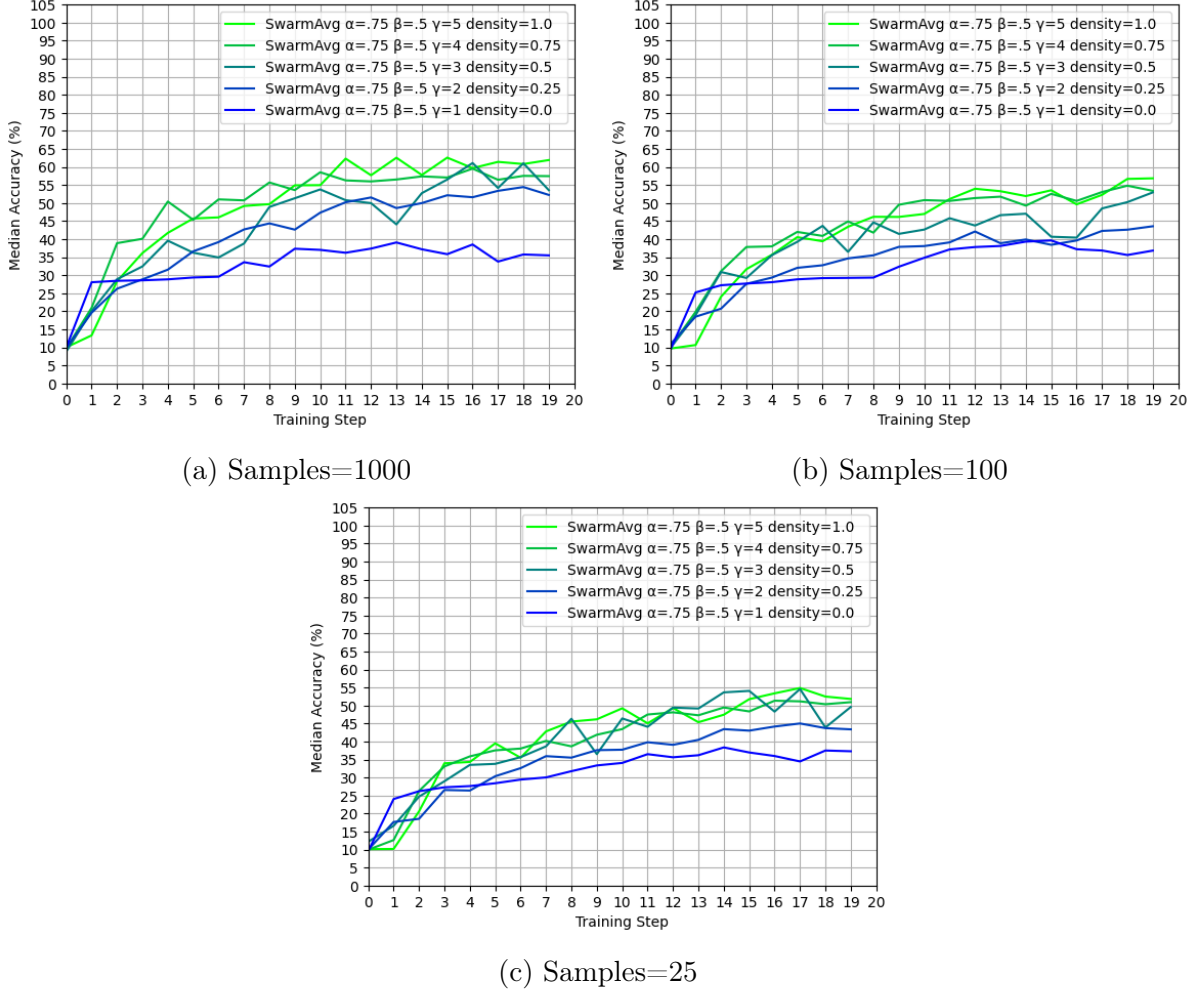 105
100
95
90
85
80
75
70
65
60
55
50
45
40
35
30
25
20
15
10
5
0
Median Accuracy (%)
SwarmAvg α=.75 β=.5 γ=5 density=1.0
SwarmAvg α=.75 β=.5 γ=4 density=0.75
SwarmAvg α=.75 β=.5 γ=3 density=0.5
SwarmAvg α=.75 β=.5 γ=2 density=0.25
SwarmAvg α=.75 β=.5 γ=1 density=0.0
0 1 2 3 4 5 6 7 8 9 10 11 12 13 14 15 16 17 18 19 20
Training Step
(a) Samples=1000
105
100
95
90
85
80
75
70
65
60
55
50
45
40
35
30
25
20
15
10
5
0
Median Accuracy (%)
SwarmAvg α=.75 β=.5 γ=5 density=1.0
SwarmAvg α=.75 β=.5 γ=4 density=0.75
SwarmAvg α=.75 β=.5 γ=3 density=0.5
SwarmAvg α=.75 β=.5 γ=2 density=0.25
SwarmAvg α=.75 β=.5 γ=1 density=0.0
0 1 2 3 4 5 6 7 8 9 10 11 12 13 14 15 16 17 18 19 20
Training Step
(b) Samples=100
105
100
95
90
85
80
75
70
65
60
55
50
45
40
35
30
25
20
15
10
5
0
Median Accuracy (%)
SwarmAvg α=.75 β=.5 γ=5 density=1.0
SwarmAvg α=.75 β=.5 γ=4 density=0.75
SwarmAvg α=.75 β=.5 γ=3 density=0.5
SwarmAvg α=.75 β=.5 γ=2 density=0.25
SwarmAvg α=.75 β=.5 γ=1 density=0.0
0 1 2 3 4 5 6 7 8 9 10 11 12 13 14 15 16 17 18 19 20
Training Step
(c) Samples=25